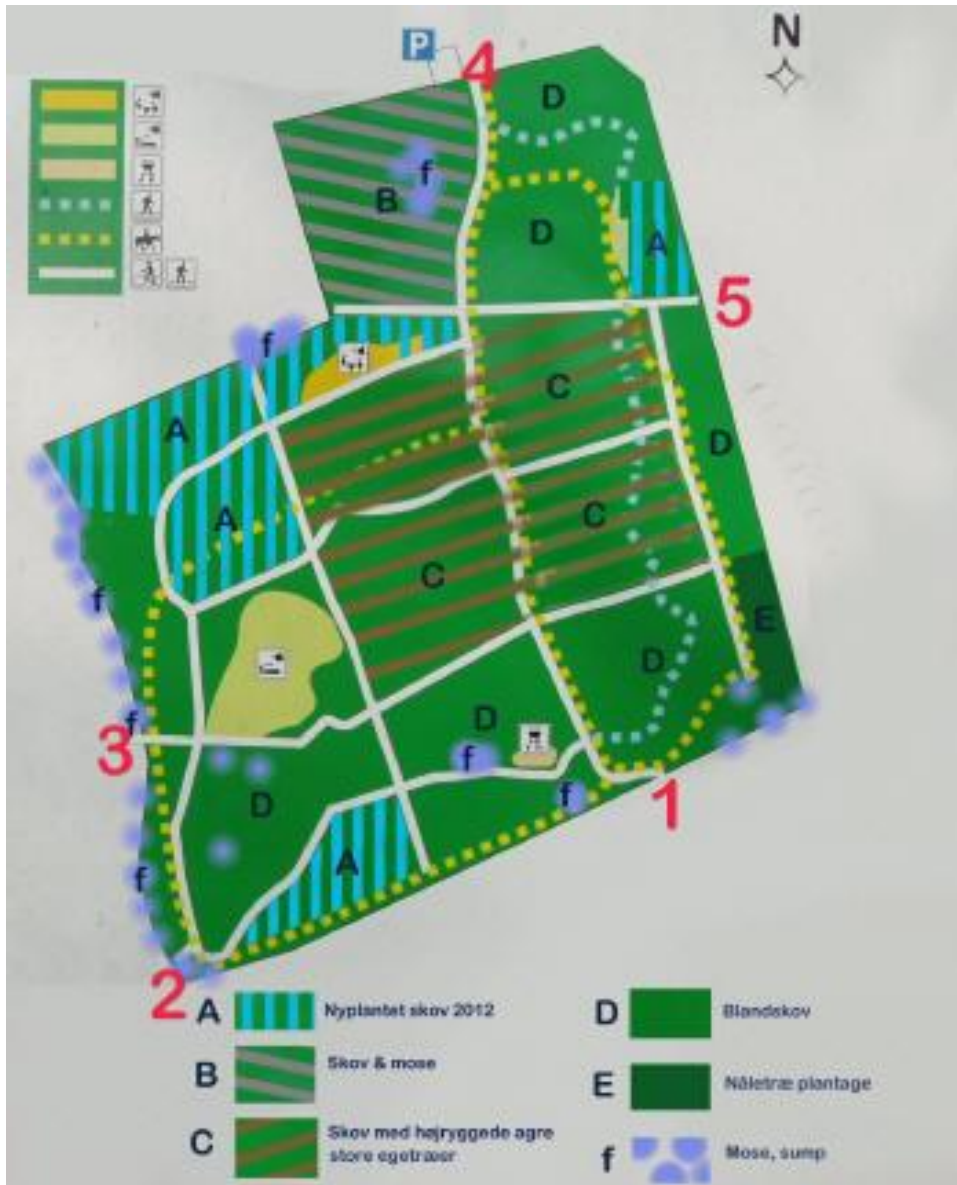 P
4
N
D
f
B
D
A
5
f
C
A
D
A
C
C
f
E
D
3
f
D
f
D
f
1
A
f
2
A Nyplantet skov 2012
B Skov & mose
C Skov med højryggede agre
store egetræer
D Blandskov
E Nåletræ plantage
f Mose, sump